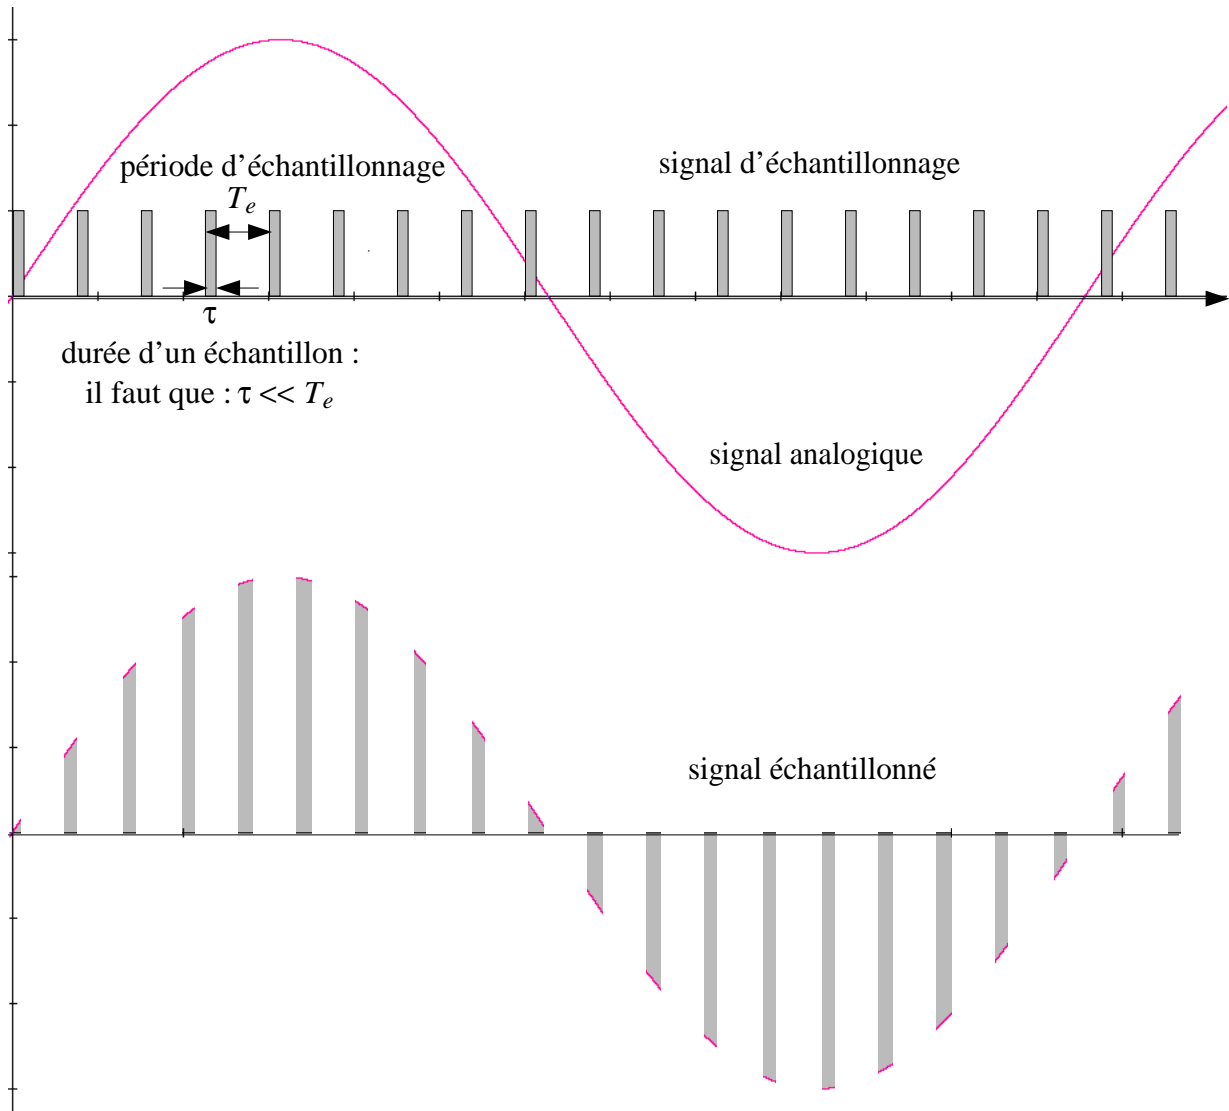 période d’échantillonnage
signal d’échantillonnage
Te
τ
durée d’un échantillon :
il faut que : τ << Te
signal analogique
signal échantillonné